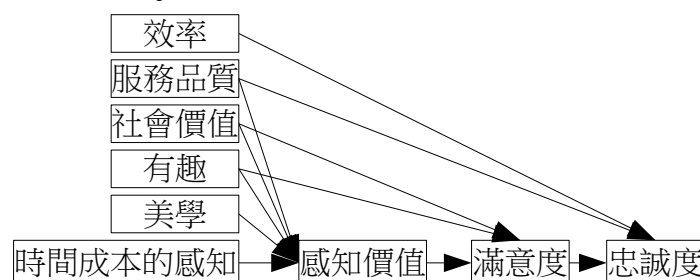 效率
服務品質
社會價值
有趣
美學
時間成本的感知
感知價值
滿意度
忠誠度